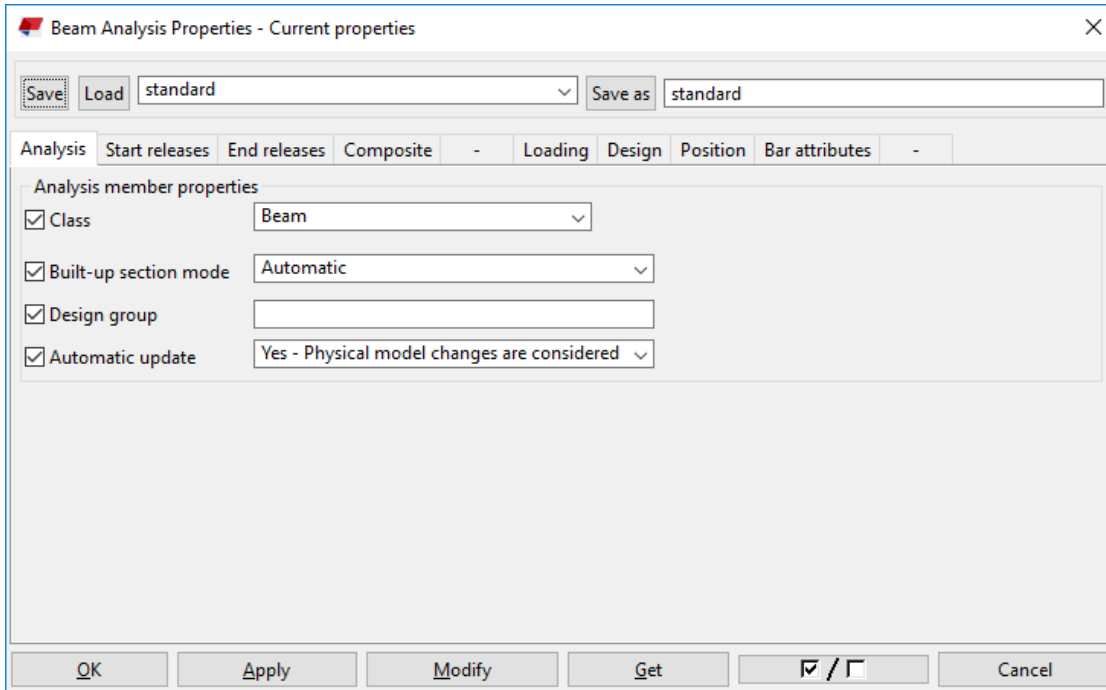 Beam Analysis Properties - Current properties
Save Load standard Save as standard
Analysis Start releases End releases Composite - Loading Design Position Bar attributes -
Analysis member properties
Class Beam
Built-up section mode Automatic
Design group
Automatic update Yes - Physical model changes are considered
OK Apply Modify Get / Cancel